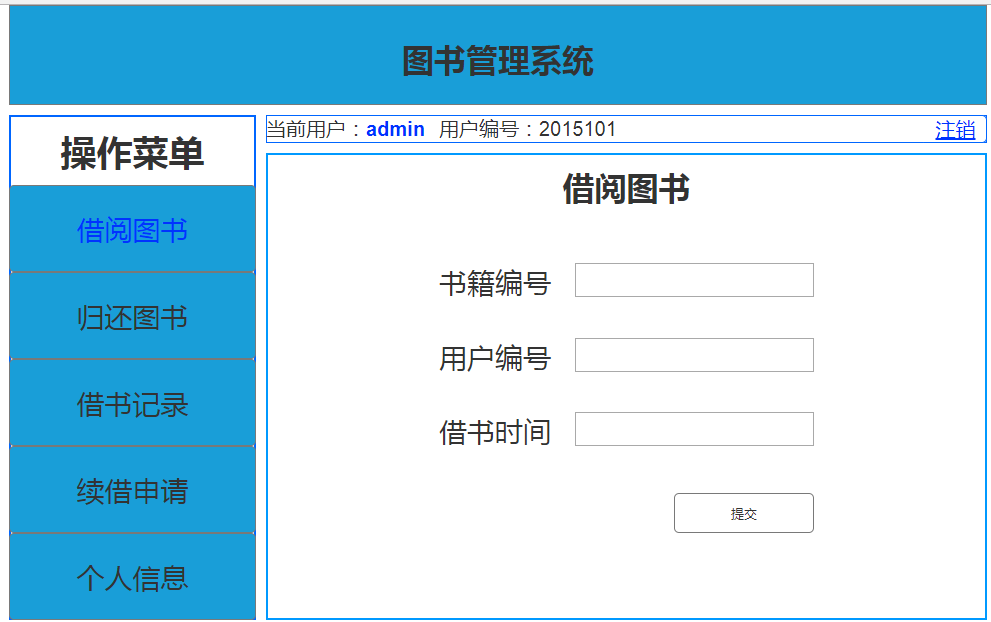 图书管理系统
操作菜单
借阅图书
归还图书
借书记录
续借申请
个人信息
当前用户：admin 用户编号：2015101 注销
借阅图书
书籍编号
用户编号
借书时间
提交